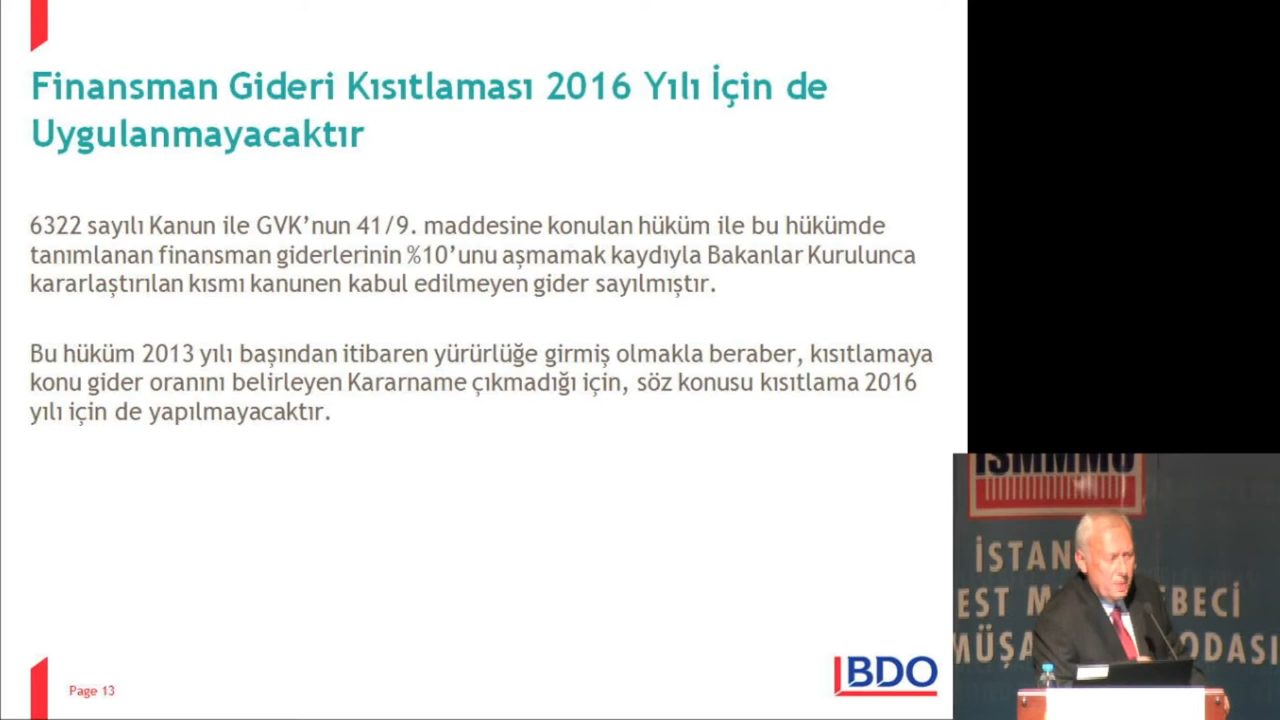 Finansman Gideri Kısıtlaması 2016 Yılı İçin de
Uygulanmayacaktır
6322 sayılı Kanun ile GVK’nun 41/9. maddesine konulan hüküm ile bu hükümde
tanımlanan finansman giderlerinin %10’unu aşmamak kaydıyla Bakanlar Kurulunca
kararlaştırılan kısmı kanunen kabul edilmeyen gider sayılmıştır.
Bu hüküm 2013 yılı başından itibaren yürürlüğe girmiş olmakla beraber, kısıtlamaya
konu gider oranını belirleyen Kararname çıkmadığı için, söz konusu kısıtlama 2016
yılı için de yapılmayacaktır.
Page 13
BDO
İSMMMO
İSTAN
EST M EBECİ
MÜŞA ODASI